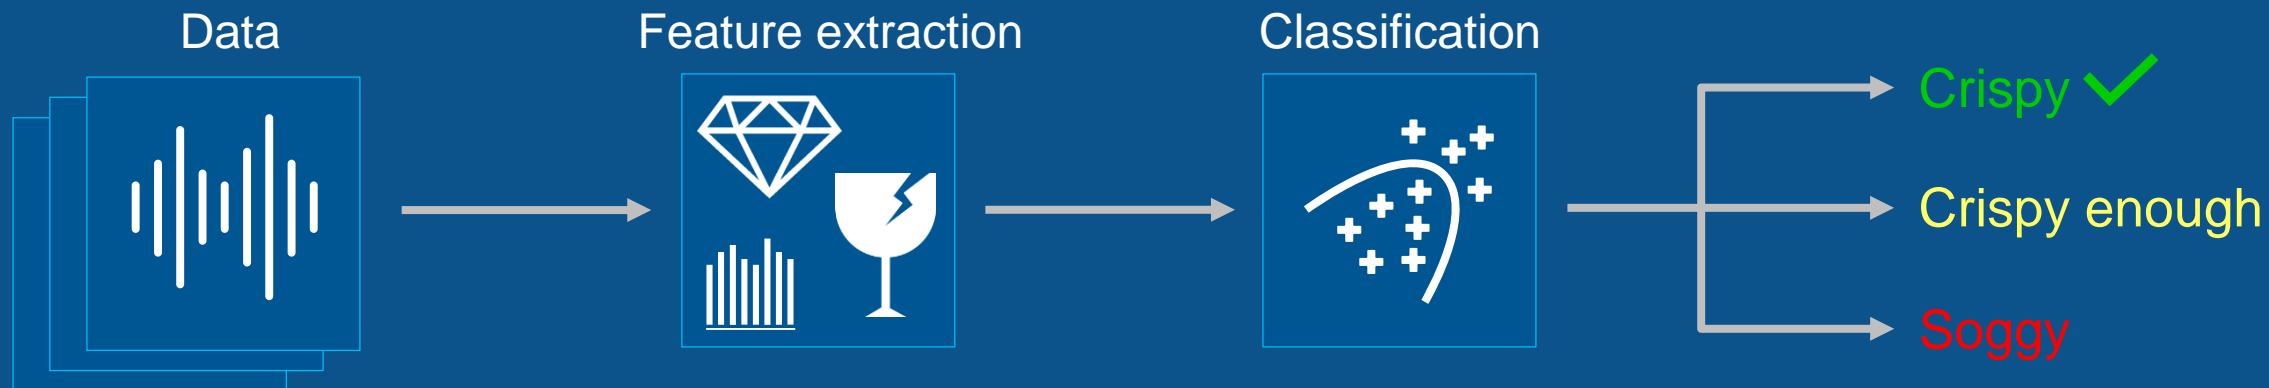 Data
Feature extraction
Classification
Crispy
Crispy enough
Soggy